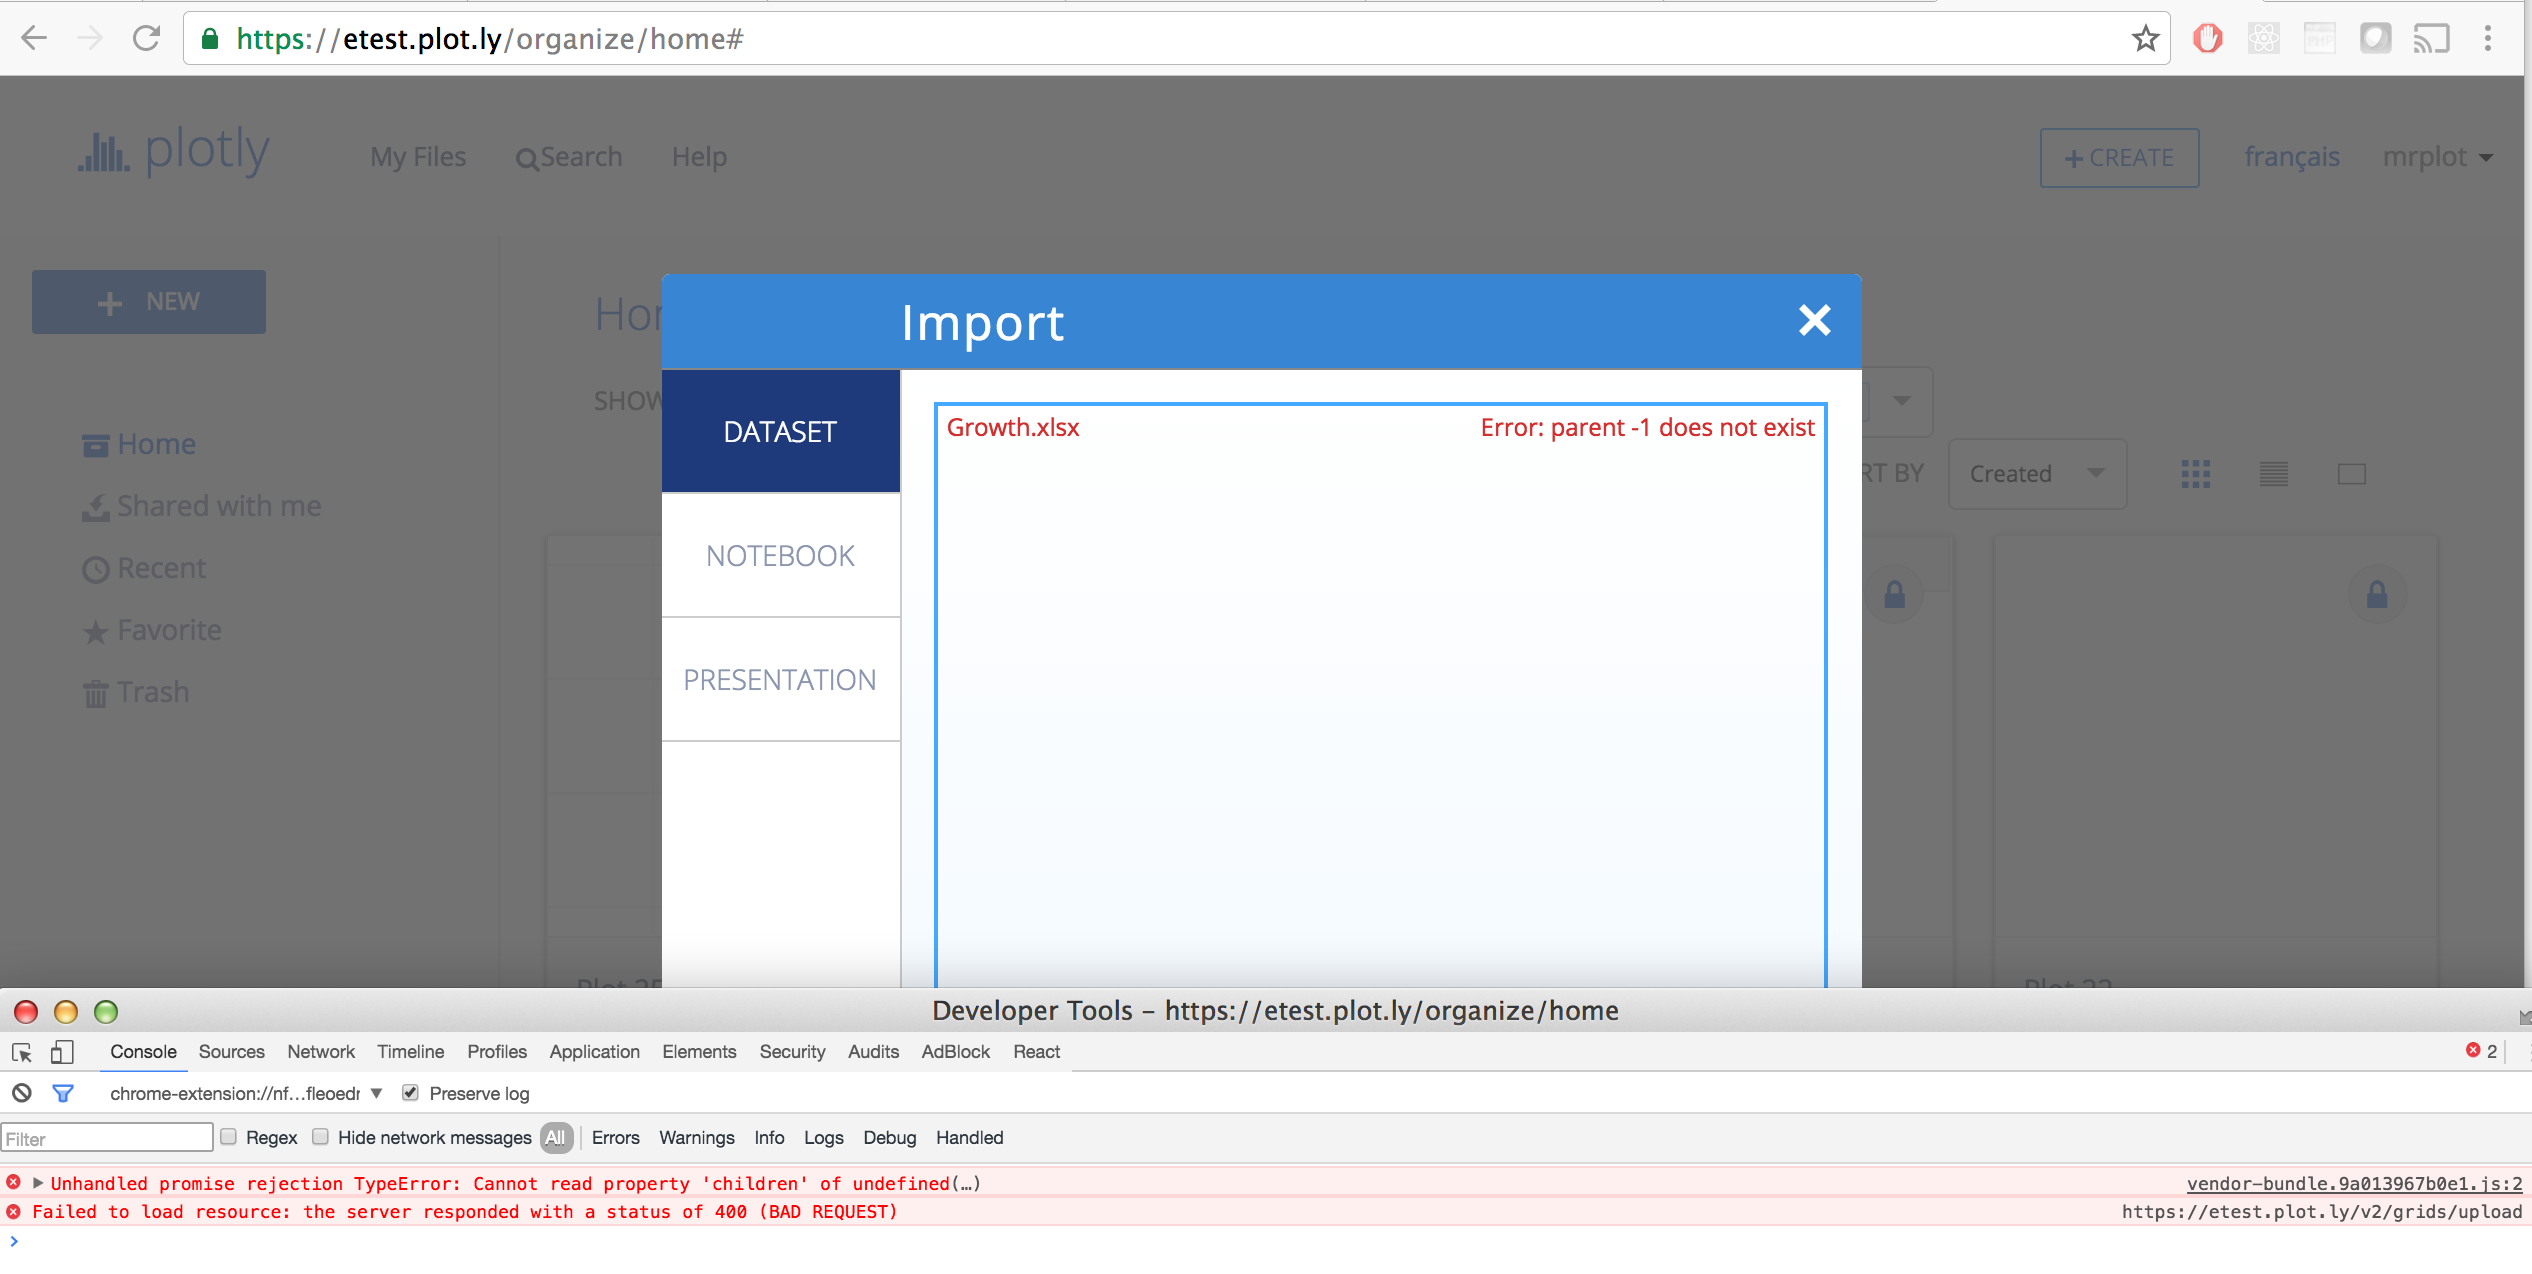 https://etest.plot.ly/organize/home#
plotly
My Files Search Help
+ CREATE français mrplot
+ NEW
Import
SHOW
DATASET
Growth.xlsx Error: parent -1 does not exist
Home
Created
Shared with me
NOTEBOOK
Recent
Favorite
PRESENTATION
Trash
Developer Tools – https://etest.plot.ly/organize/home
Console Sources Network Timeline Profiles Application Elements Security Audits AdBlock React 2
chrome-extension://nf…fleoedr ▼ Preserve log
Filter Regex Hide network messages All Errors Warnings Info Logs Debug Handled
Unhandled promise rejection TypeError: Cannot read property 'children' of undefined(…) vendor-bundle.9a013967b0e1.js:2
Failed to load resource: the server responded with a status of 400 (BAD REQUEST) https://etest.plot.ly/v2/grids/upload